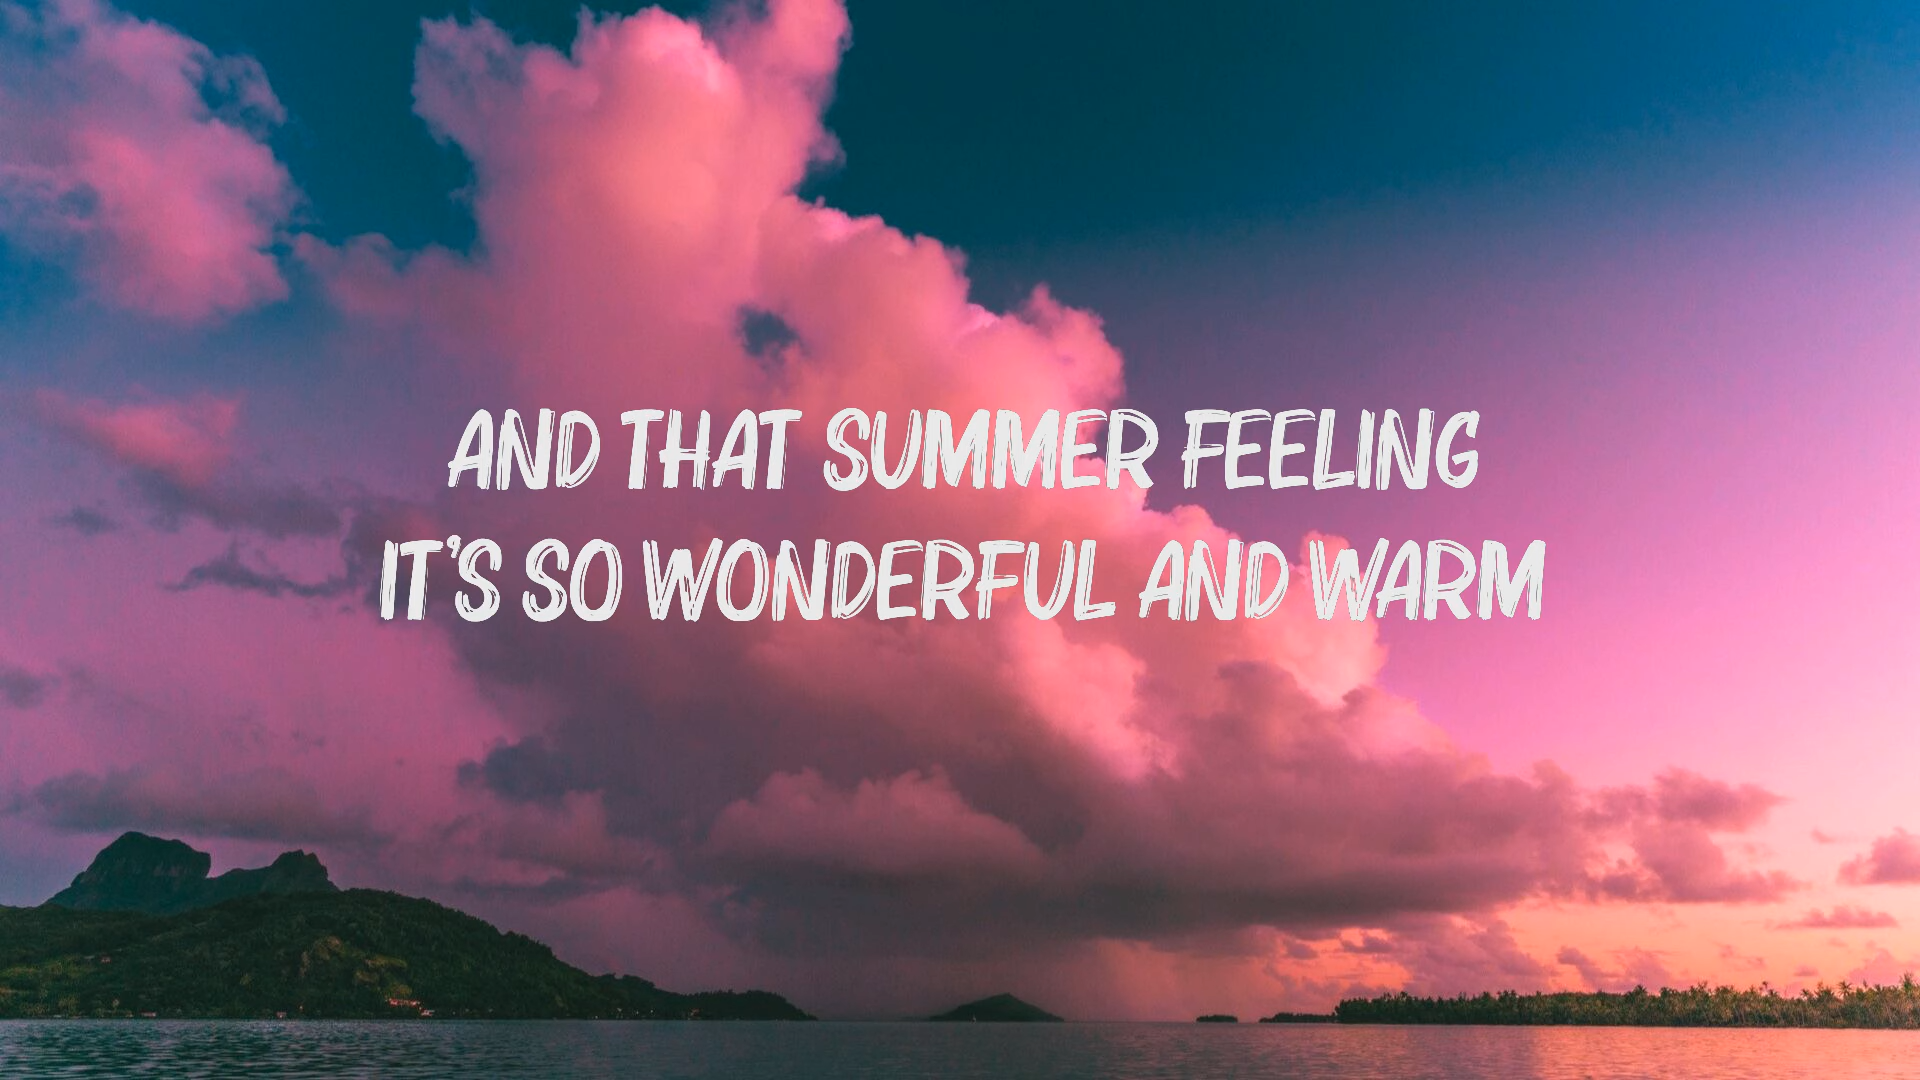 AND THAT SUMMER FEELING
IT'S SO WONDERFUL AND WARM